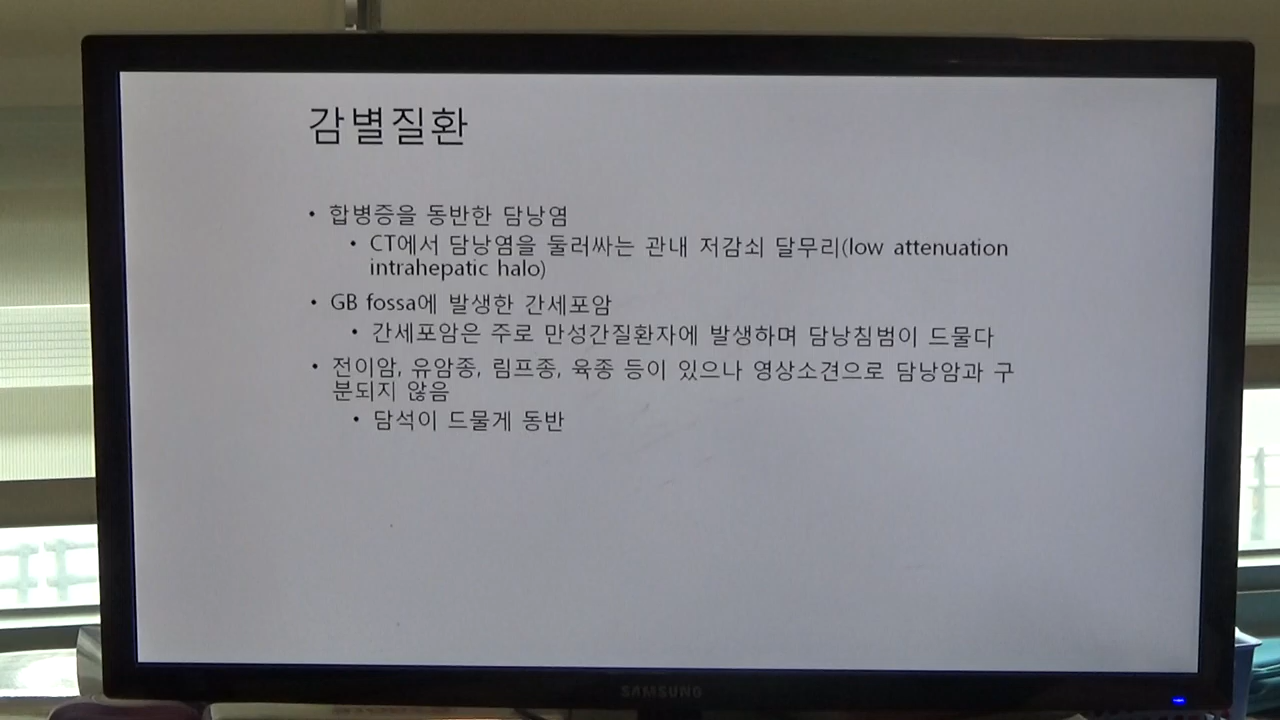 감별질환
• 합병증을 동반한 담낭염
• CT에서 담낭염을 둘러싸는 관내 저감쇠 달무리(low attenuation
intrahepatic halo)
• GB fossa에 발생한 간세포암
• 간세포암은 주로 만성간질환자에 발생하며 담낭침범이 드물다
• 전이암, 유암종, 림프종, 육종 등이 있으나 영상소견으로 담낭암과 구
분되지 않음
• 담석이 드물게 동반
SAMSUNG